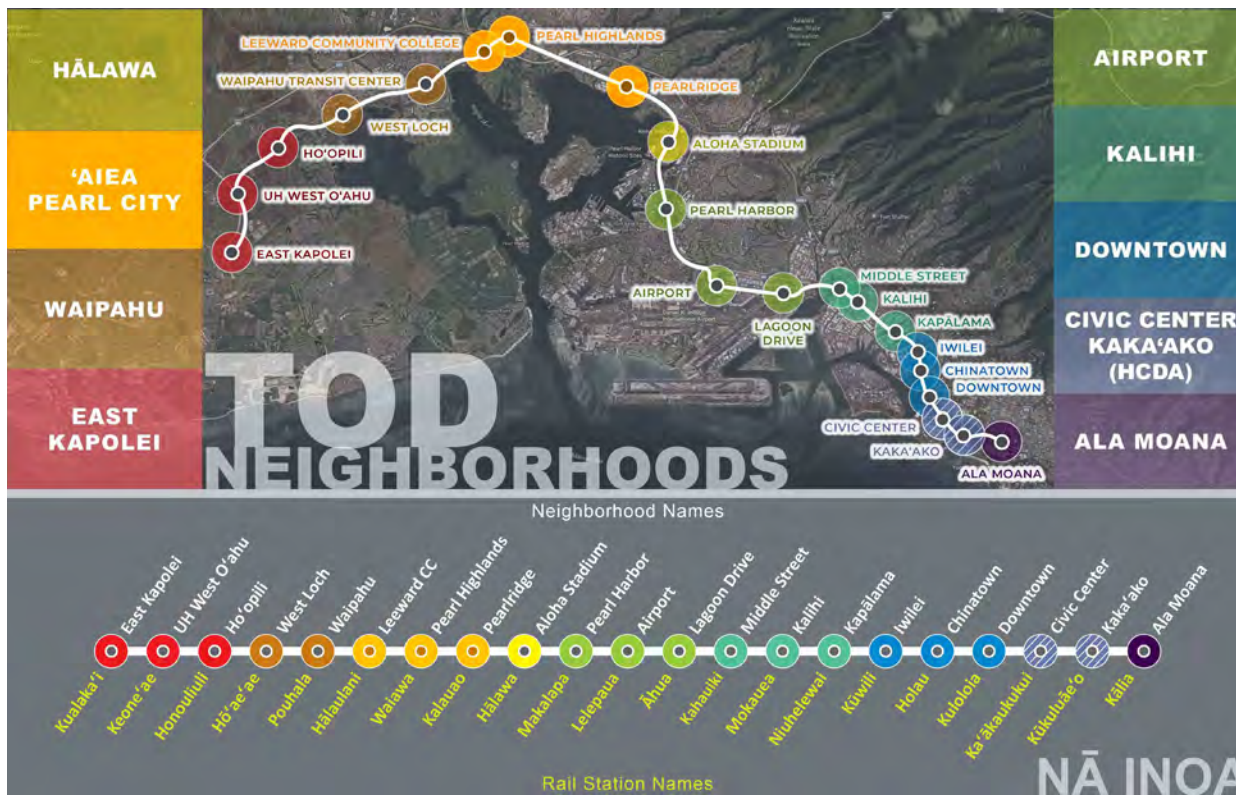 HĀLAWA
ʻAIEA
PEARL CITY
WAIPAHU
EAST
KAPOLEI
LEEWARD COMMUNITY COLLEGE
PEARL HIGHLANDS
WAIPAHU TRANSIT CENTER
PEARLRIDGE
WEST LOCH
HOʻOPILI
ALOHA STADIUM
UH WEST OʻAHU
PEARL HARBOR
EAST KAPOLEI
AIRPORT
LAGOON
DRIVE
MIDDLE STREET
KALIHI
KAPĀLAMA
IWILEI
CHINATOWN
DOWNTOWN
CIVIC CENTER
KAKAʻAKO
ALA MOANA
TOD
NEIGHBORHOODS
AIRPORT
KALIHI
DOWNTOWN
CIVIC CENTER
KAKAʻAKO
(HCDA)
ALA MOANA
Neighborhood Names
East Kapolei
UH West Oʻahu
Hoʻopili
West Loch
Waipahu
Leeward CC
Pearl Highlands
Pearlridge
Aloha Stadium
Pearl Harbor
Airport
Lagoon Drive
Middle Street
Kalihi
Kapālama
Iwilei
Chinatown
Downtown
Civic Center
Kakaʻako
Ala Moana
Kualakaʻi
Keoneʻae
Honouliuli
Hōʻaeʻae
Pouhala
Hālaulani
Waiawa
Kalauao
Hālawa
Makalapa
Lelepaua
Āhua
Kahauiki
Mokauea
Niuhelewai
Kūwili
Holau
Kuloloia
Kaʻākaukukui
Kūkuluāeʻo
Kālia
Rail Station Names
NĀ INOA